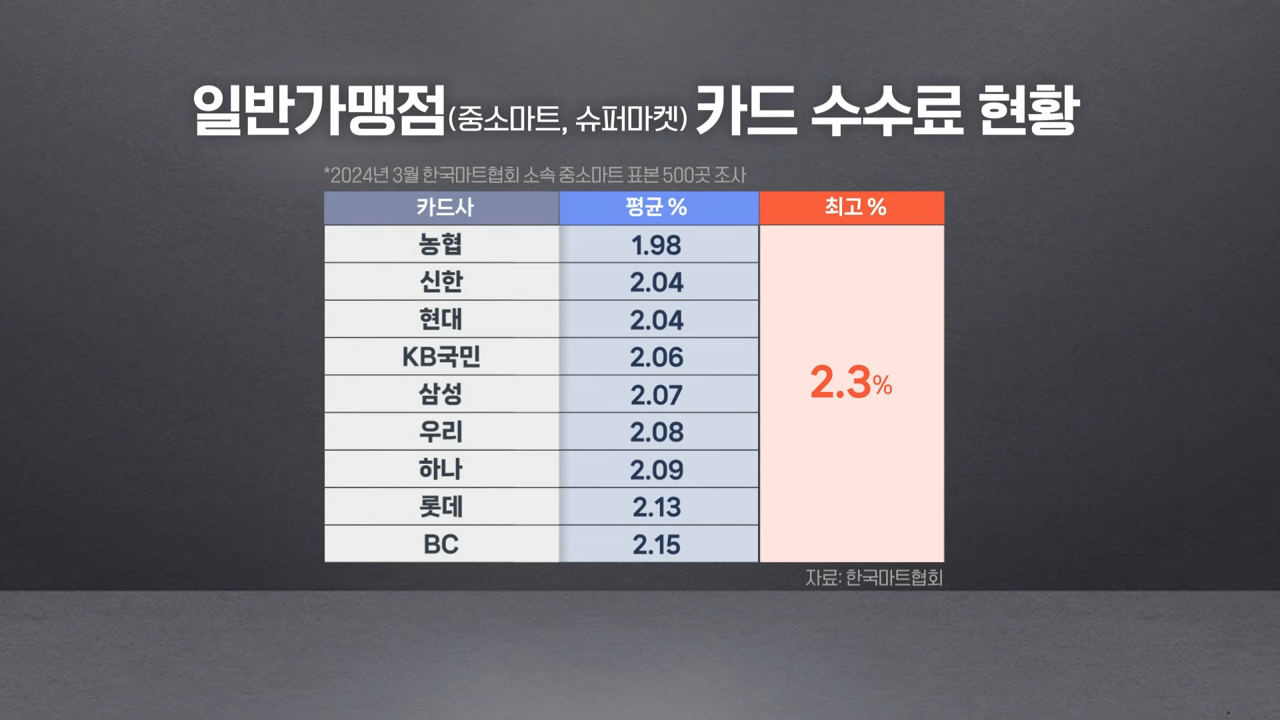 일반가맹점(중소마트, 슈퍼마켓) 카드 수수료 현황
*2024년 3월 한국마트협회 소속 중소마트 표본 500곳 조사
카드사 평균 % 최고 %
농협 1.98
신한 2.04
현대 2.04
KB국민 2.06
삼성 2.07
2.3%
우리 2.08
하나 2.09
롯데 2.13
BC 2.15
자료: 한국마트협회